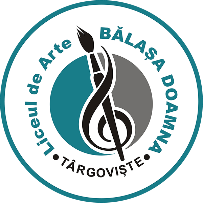 Liceul de Arte BĂLAȘA DOAMNA
• TÂRGOVIȘTE •